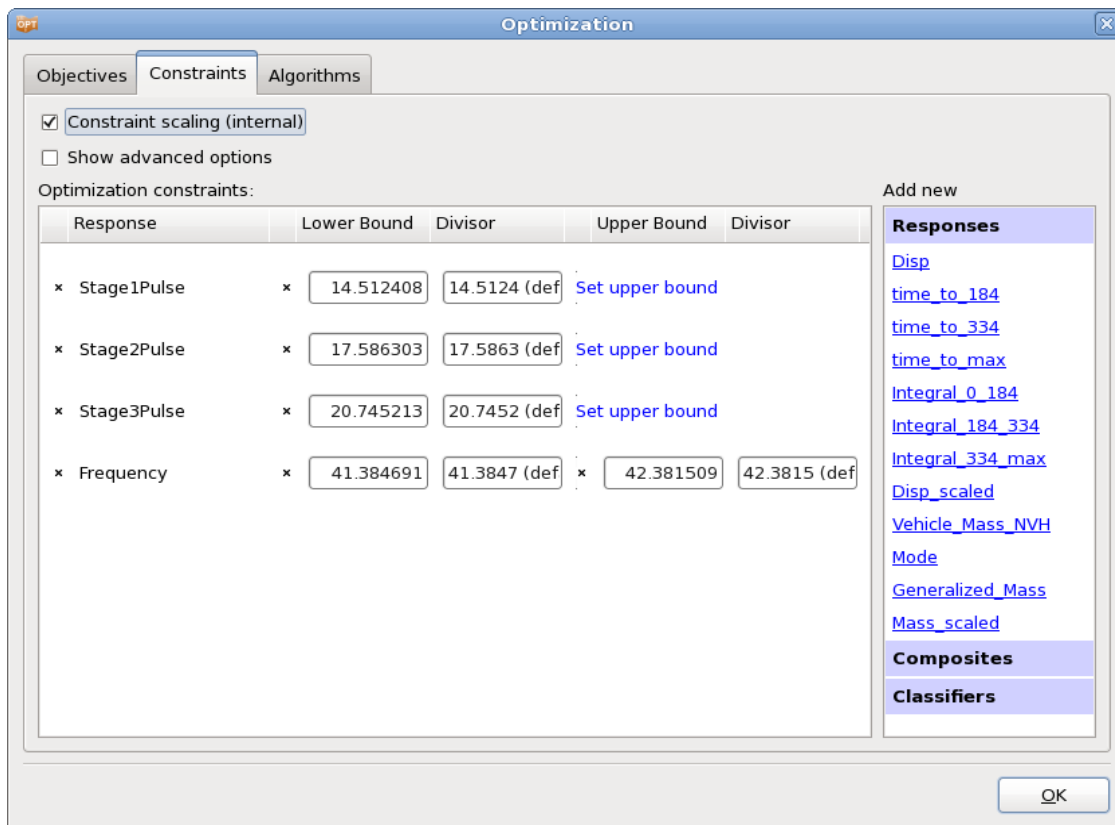 OPT Optimization
Objectives Constraints Algorithms
Constraint scaling (internal)
Show advanced options
Optimization constraints: Add new
Response Lower Bound Divisor Upper Bound Divisor
Stage1Pulse 14.512408 14.5124 (def Set upper bound
Stage2Pulse 17.586303 17.5863 (def Set upper bound
Stage3Pulse 20.745213 20.7452 (def Set upper bound
Frequency 41.384691 41.3847 (def 42.381509 42.3815 (def
Responses
Disp
time_to_184
time_to_334
time_to_max
Integral_0_184
Integral_184_334
Integral_334_max
Disp_scaled
Vehicle_Mass_NVH
Mode
Generalized_Mass
Mass_scaled
Composites
Classifiers
OK